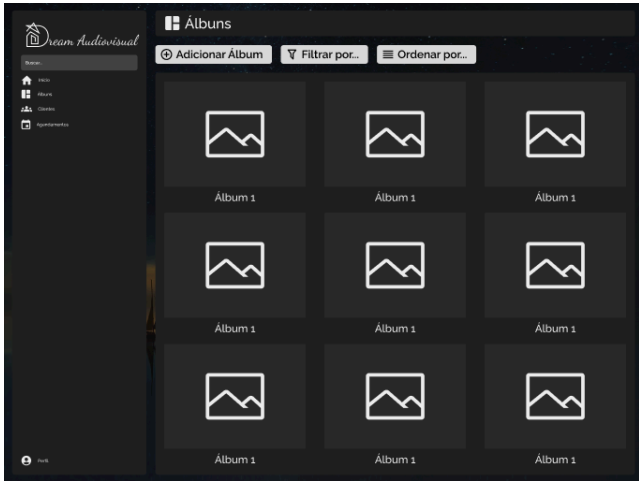 Dream Audiovisual
Buscar...
Início
Álbuns
Clientes
Perfil
Álbuns
Adicionar Álbum
Filtrar por...
Ordenar por...
Álbum 1
Álbum 1
Álbum 1
Álbum 1
Álbum 1
Álbum 1
Álbum 1
Álbum 1
Álbum 1